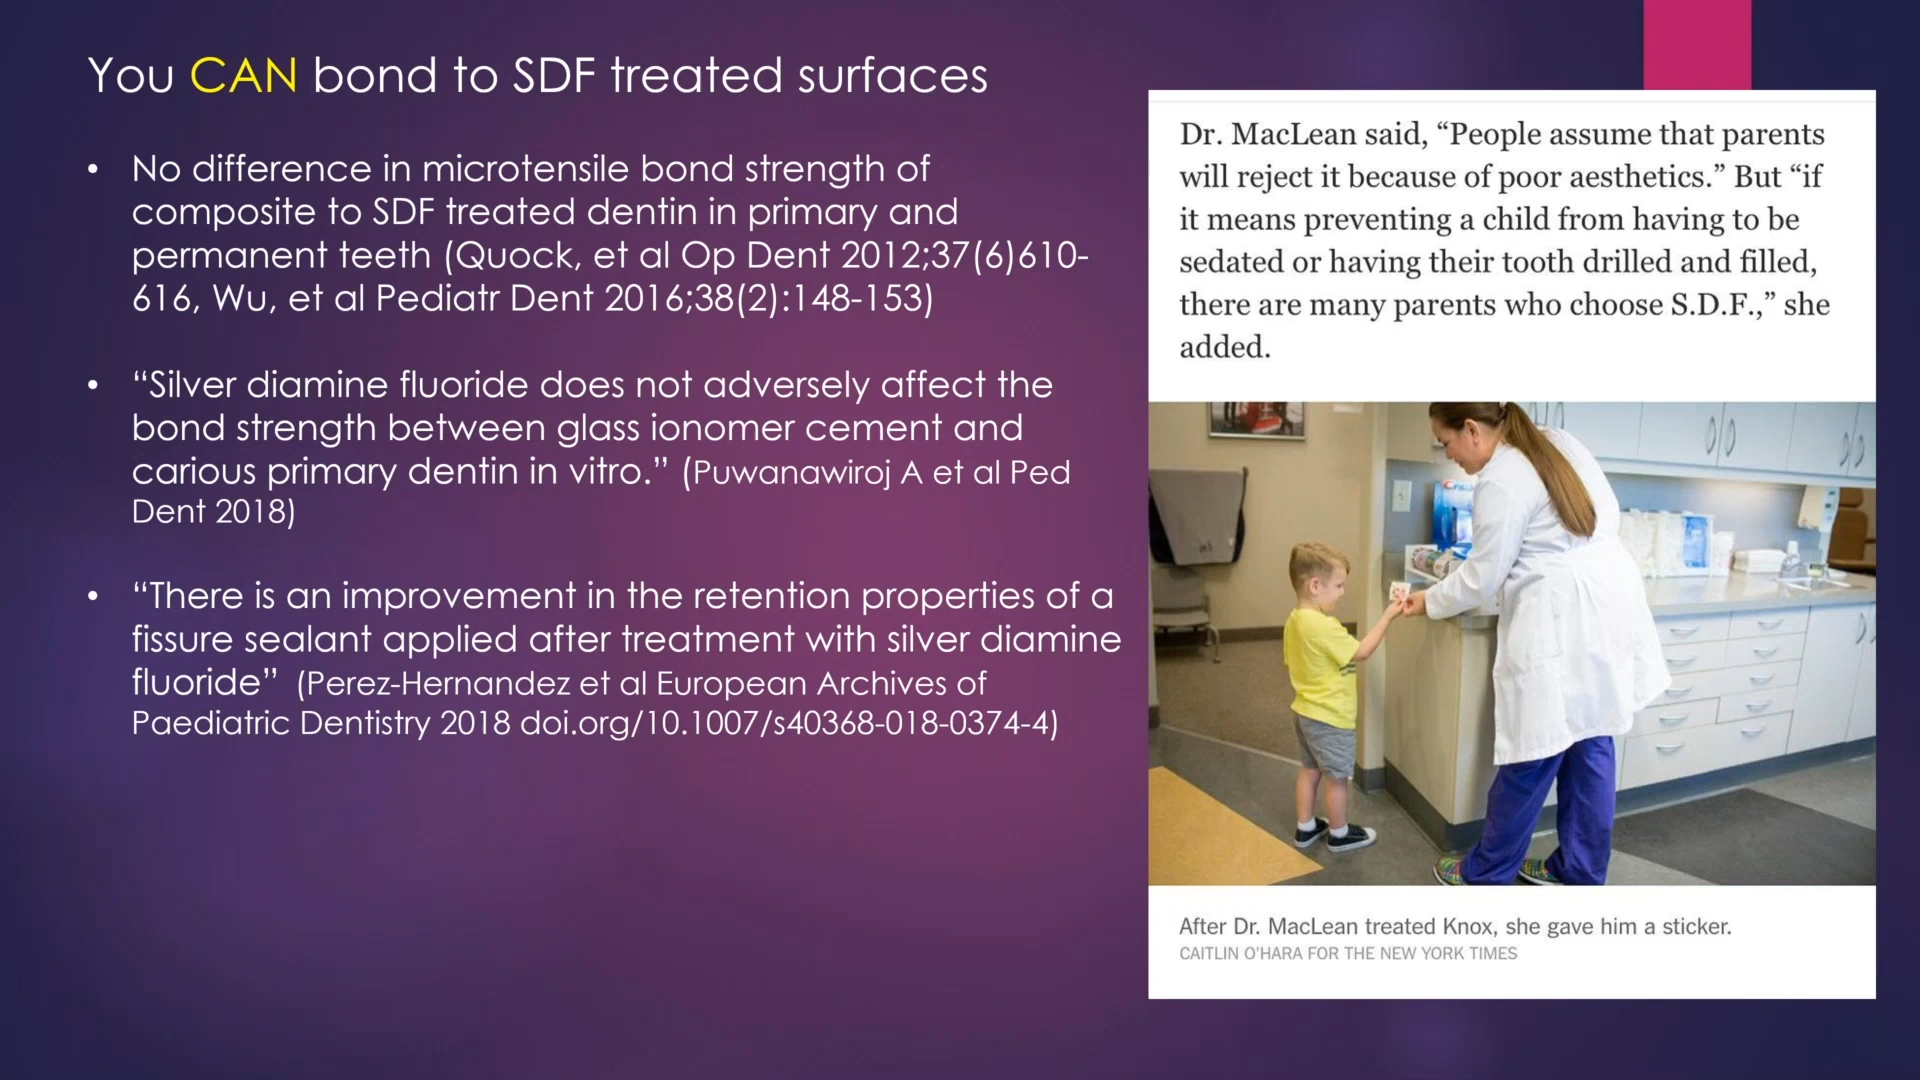 You CAN bond to SDF treated surfaces
• No difference in microtensile bond strength of
composite to SDF treated dentin in primary and
permanent teeth (Quock, et al Op Dent 2012;37(6)610-
616, Wu, et al Pediatr Dent 2016;38(2):148-153)
• “Silver diamine fluoride does not adversely affect the
bond strength between glass ionomer cement and
carious primary dentin in vitro.” (Puwanawiroj A et al Ped
Dent 2018)
• “There is an improvement in the retention properties of a
fissure sealant applied after treatment with silver diamine
fluoride” (Perez-Hernandez et al European Archives of
Paediatric Dentistry 2018 doi.org/10.1007/s40368-018-0374-4)
Dr. MacLean said, “People assume that parents
will reject it because of poor aesthetics.” But “if
it means preventing a child from having to be
sedated or having their tooth drilled and filled,
there are many parents who choose S.D.F.,” she
added.
After Dr. MacLean treated Knox, she gave him a sticker.
CAITLIN O'HARA FOR THE NEW YORK TIMES